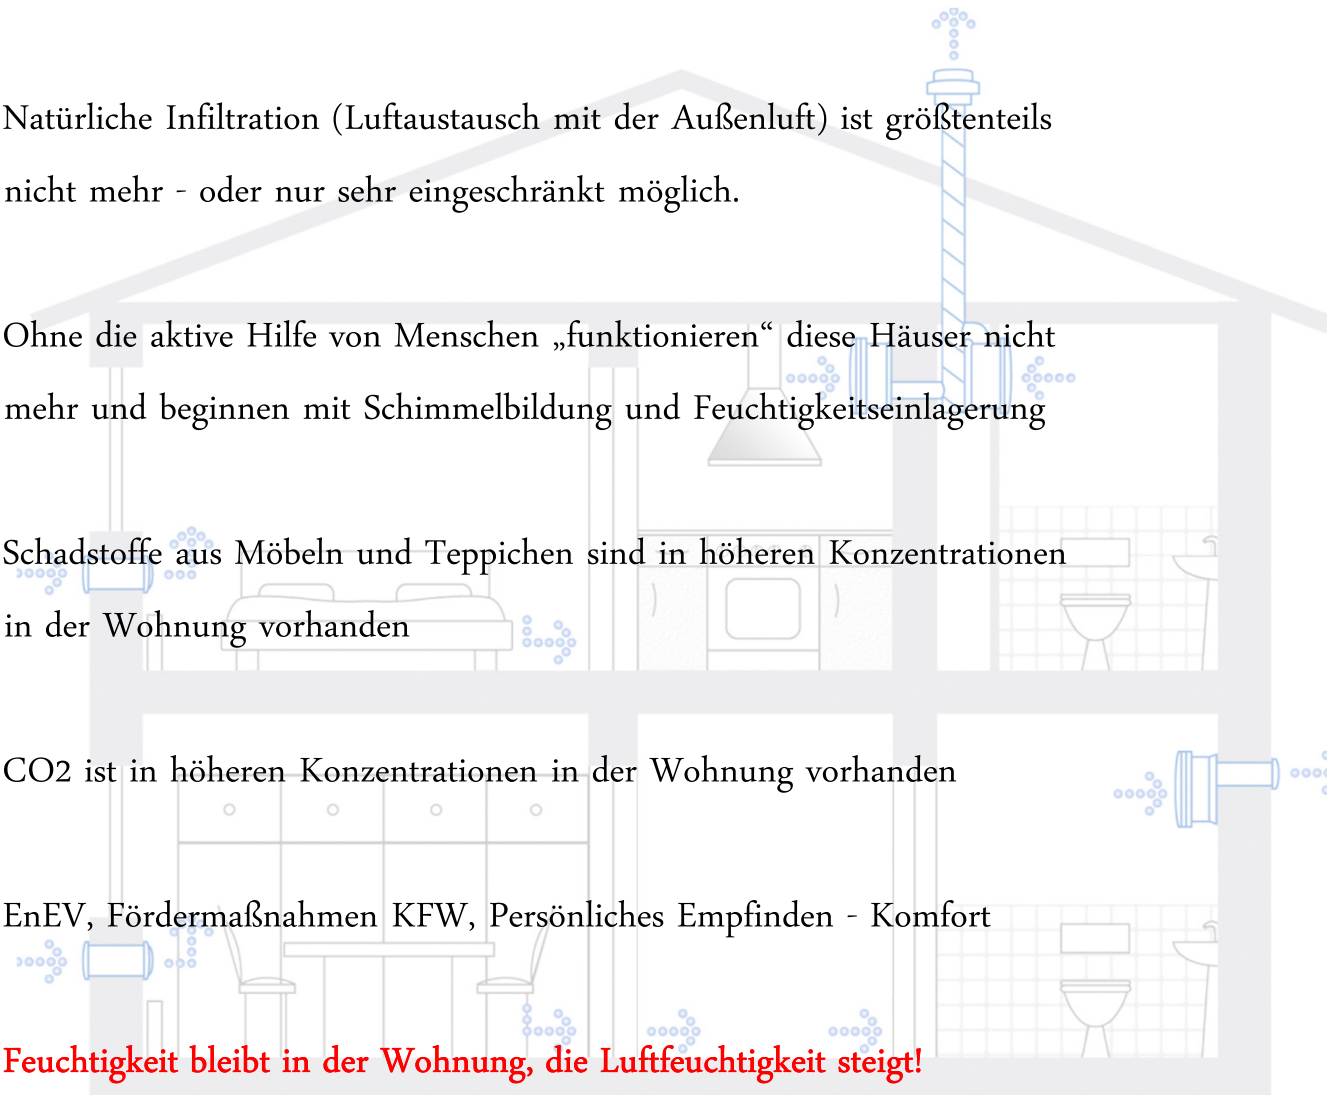 Natürliche Infiltration (Luftaustausch mit der Außenluft) ist größtenteils
nicht mehr - oder nur sehr eingeschränkt möglich.
Ohne die aktive Hilfe von Menschen „funktionieren“ diese Häuser nicht
mehr und beginnen mit Schimmelbildung und Feuchtigkeitseinlagerung
Schadstoffe aus Möbeln und Teppichen sind in höheren Konzentrationen
in der Wohnung vorhanden
CO2 ist in höheren Konzentrationen in der Wohnung vorhanden
EnEV, Fördermaßnahmen KFW, Persönliches Empfinden - Komfort
Feuchtigkeit bleibt in der Wohnung, die Luftfeuchtigkeit steigt!